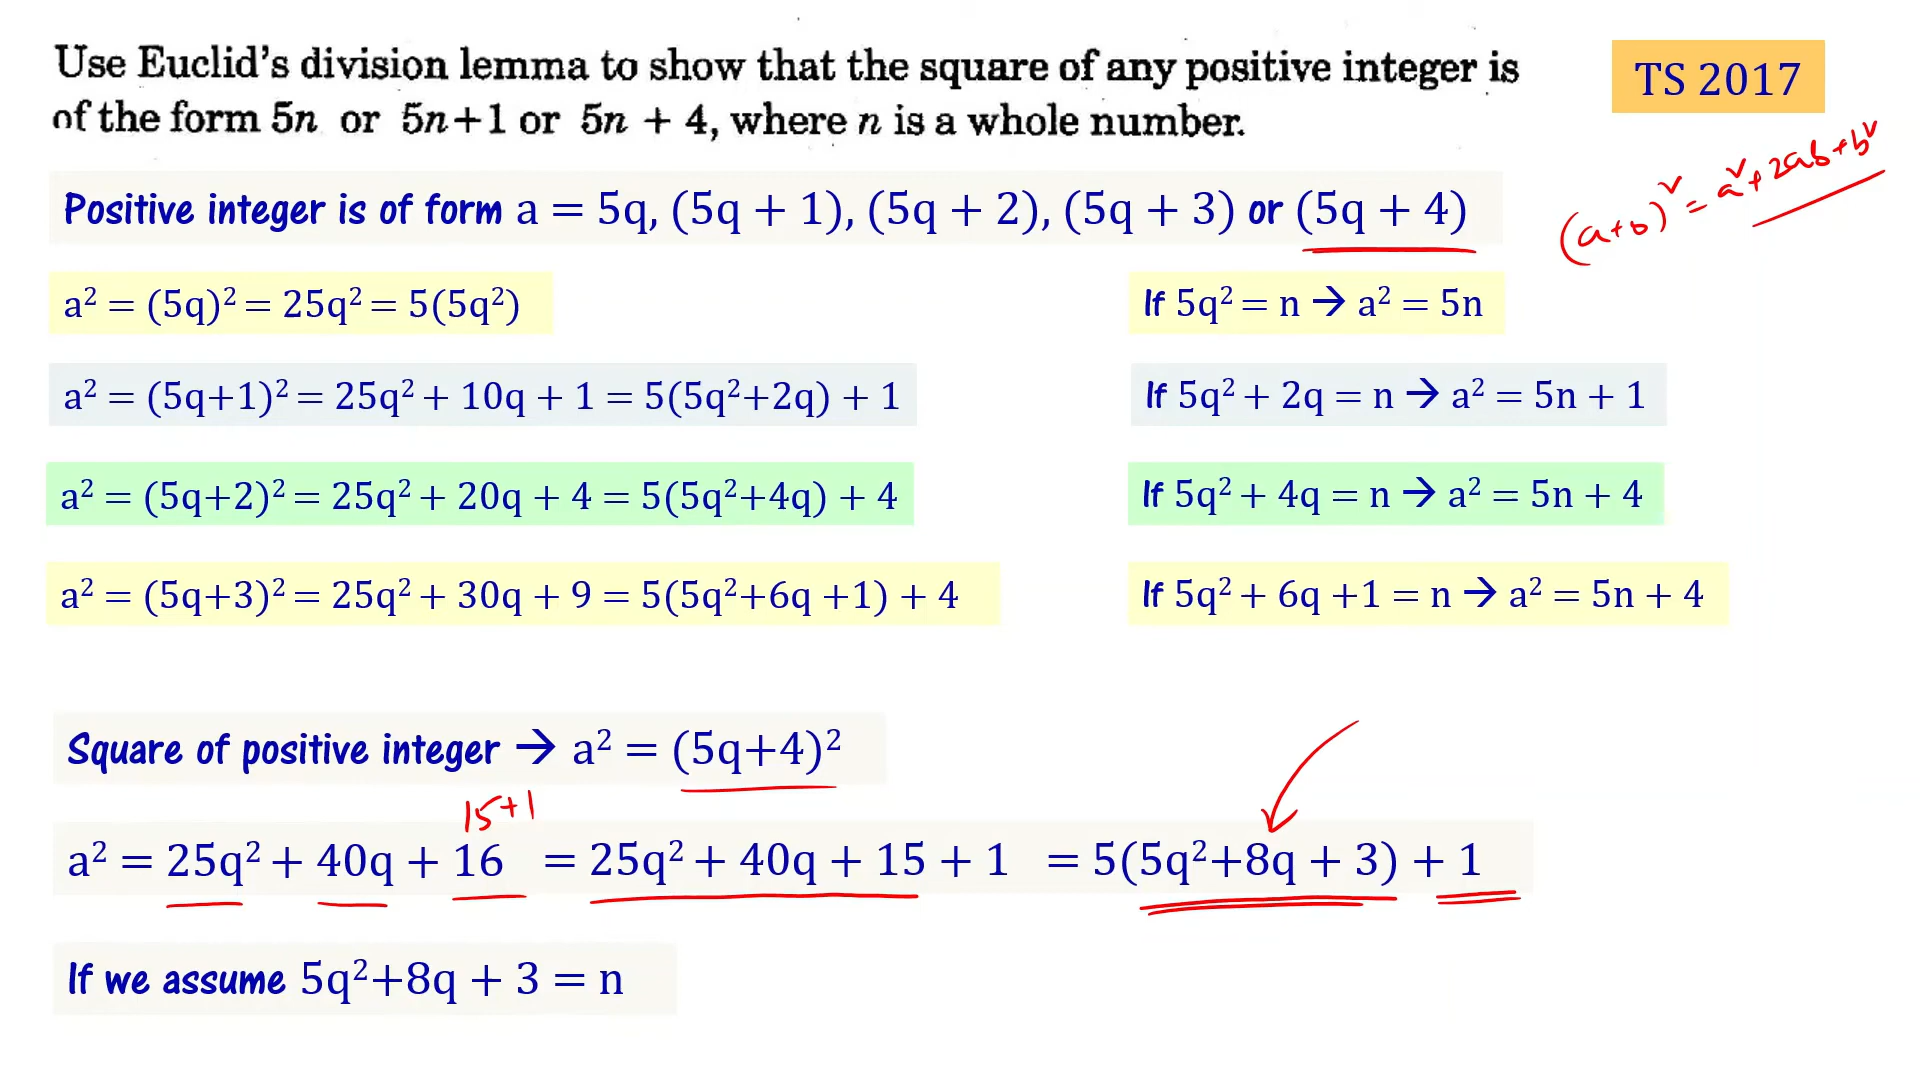 Use Euclid's division lemma to show that the square of any positive integer is
of the form 5n or 5n+1 or 5n + 4, where n is a whole number.
TS 2017
(a+b)² = a²+2ab+b²
Positive integer is of form a = 5q, (5q + 1), (5q + 2), (5q + 3) or (5q + 4)
a² = (5q)² = 25q² = 5(5q²)
If 5q² = n → a² = 5n
a² = (5q+1)² = 25q² + 10q + 1 = 5(5q²+2q) + 1
If 5q² + 2q = n → a² = 5n + 1
a² = (5q+2)² = 25q² + 20q + 4 = 5(5q²+4q) + 4
If 5q² + 4q = n → a² = 5n + 4
a² = (5q+3)² = 25q² + 30q + 9 = 5(5q²+6q +1) + 4
If 5q² + 6q +1 = n → a² = 5n + 4
Square of positive integer → a² = (5q+4)²
15+1
a² = 25q² + 40q + 16 = 25q² + 40q + 15 + 1 = 5(5q²+8q + 3) + 1
If we assume 5q²+8q + 3 = n